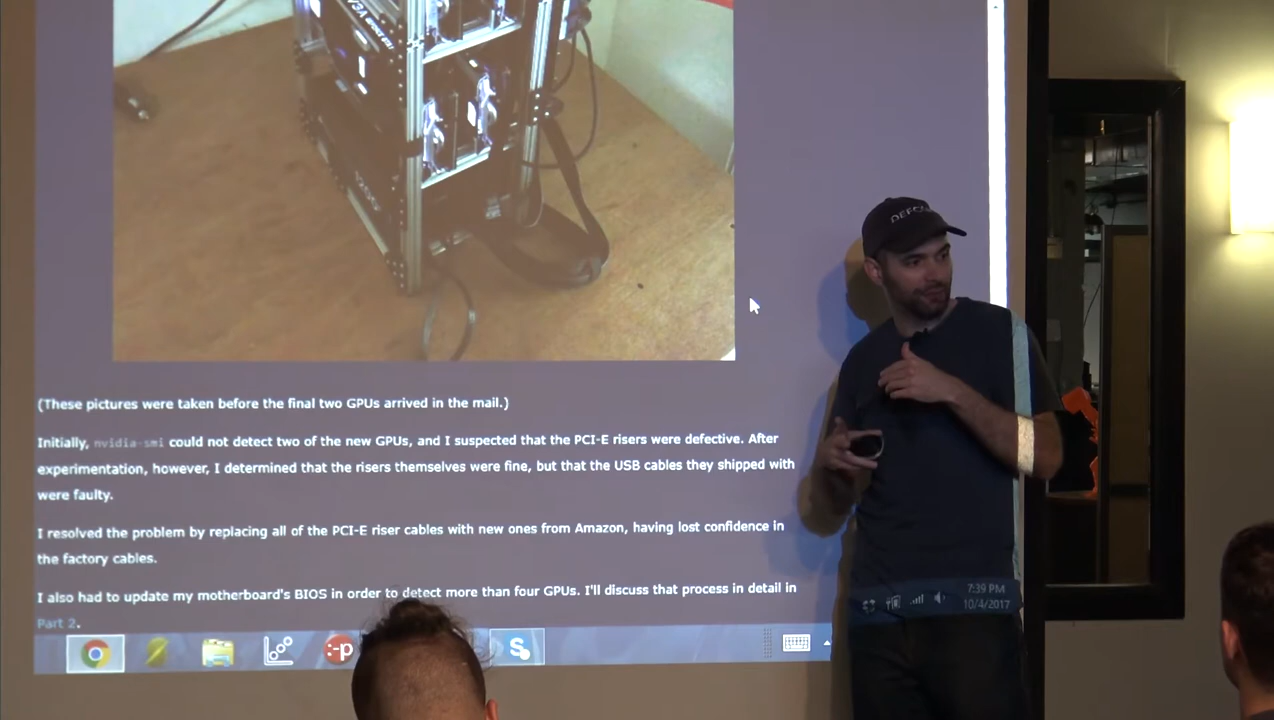 (These pictures were taken before the final two GPUs arrived in the mail.)
Initially, nvidia-smi could not detect two of the new GPUs, and I suspected that the PCI-E risers were defective. After
experimentation, however, I determined that the risers themselves were fine, but that the USB cables they shipped with
were faulty.
I resolved the problem by replacing all of the PCI-E riser cables with new ones from Amazon, having lost confidence in
the factory cables.
I also had to update my motherboard's BIOS in order to detect more than four GPUs. I'll discuss that process in detail in
Part 2.
:-p
S
7:39 PM
10/4/2017